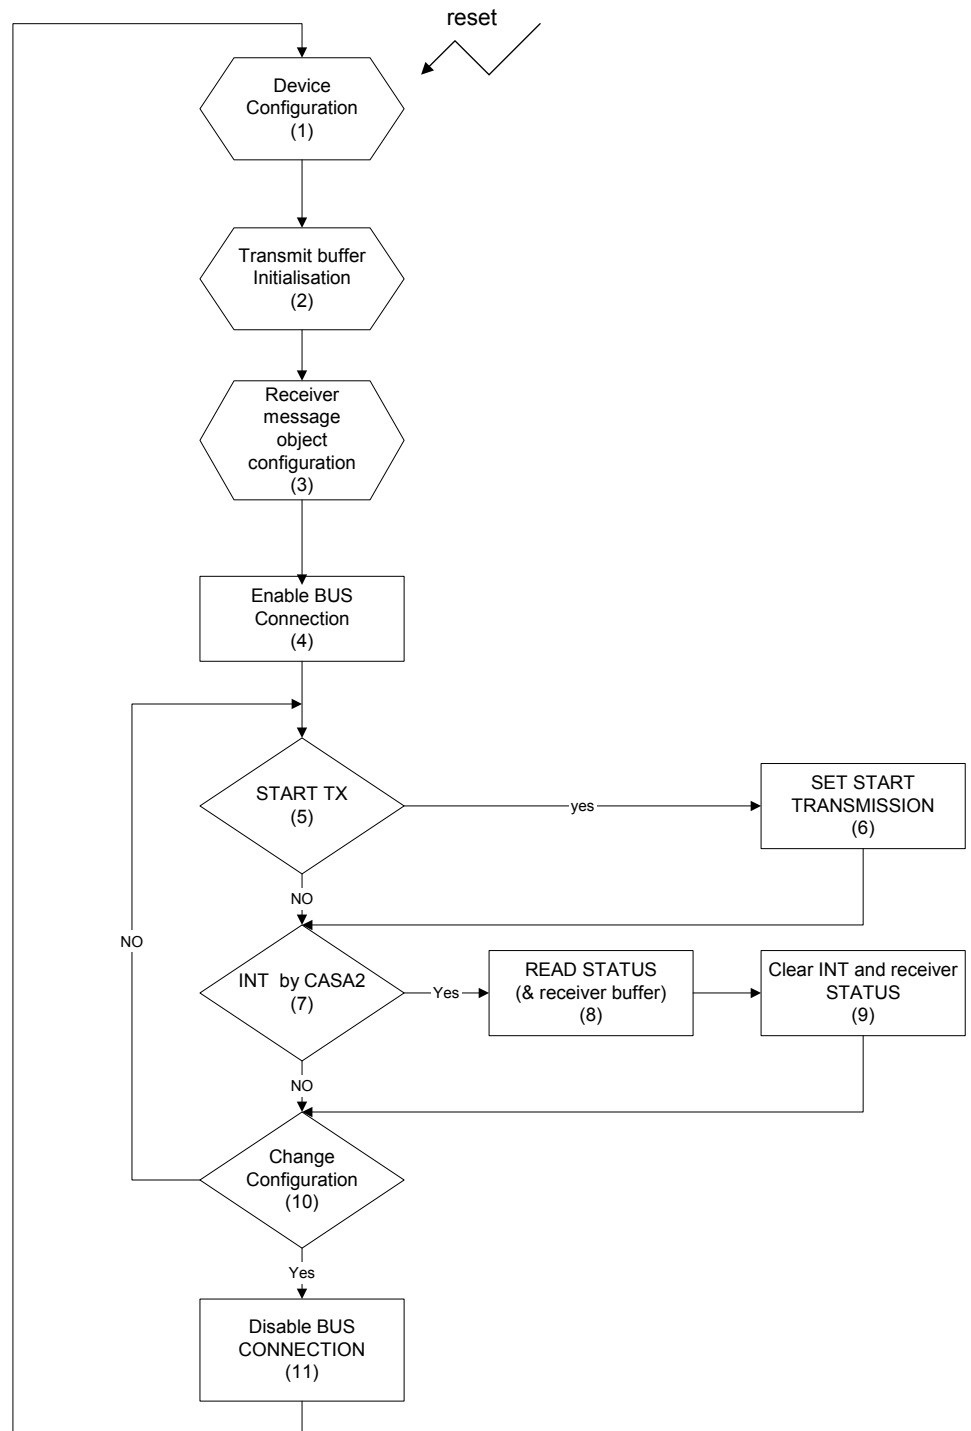 reset
Device
Configuration
(1)
Transmit buffer
Initialisation
(2)
Receiver
message
object
configuration
(3)
Enable BUS
Connection
(4)
START TX
(5)
yes
SET START
TRANSMISSION
(6)
NO
NO
INT by CASA2
(7)
Yes
READ STATUS
(& receiver buffer)
(8)
Clear INT and receiver
STATUS
(9)
NO
Change
Configuration
(10)
Yes
Disable BUS
CONNECTION
(11)